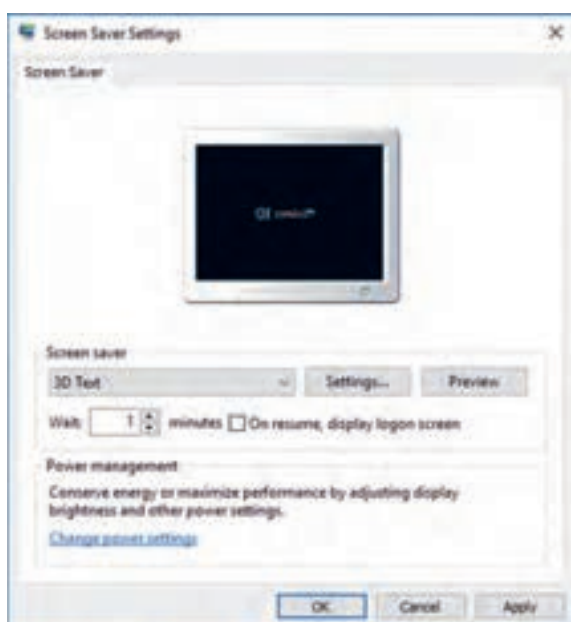 Screen Saver Settings
Screen Saver
Screen saver
3D Text
Settings...
Preview
Wait:
1
minutes
On resume, display logon screen
Power management
Conserve energy or maximize performance by adjusting display
brightness and other power settings.
Change power settings
OK
Cancel
Apply